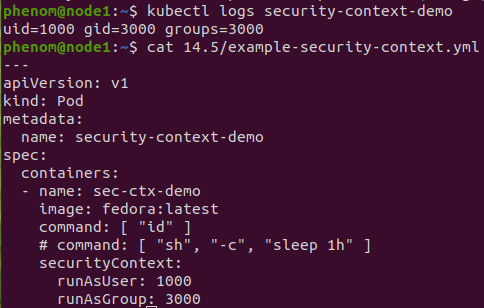 phenom@node1:~$ kubectl logs security-context-demo
uid=1000 gid=3000 groups=3000
phenom@node1:~$ cat 14.5/example-security-context.yml
---
apiVersion: v1
kind: Pod
metadata:
  name: security-context-demo
spec:
  containers:
  - name: sec-ctx-demo
    image: fedora:latest
    command: [ "id" ]
    # command: [ "sh", "-c", "sleep 1h" ]
    securityContext:
      runAsUser: 1000
      runAsGroup: 3000